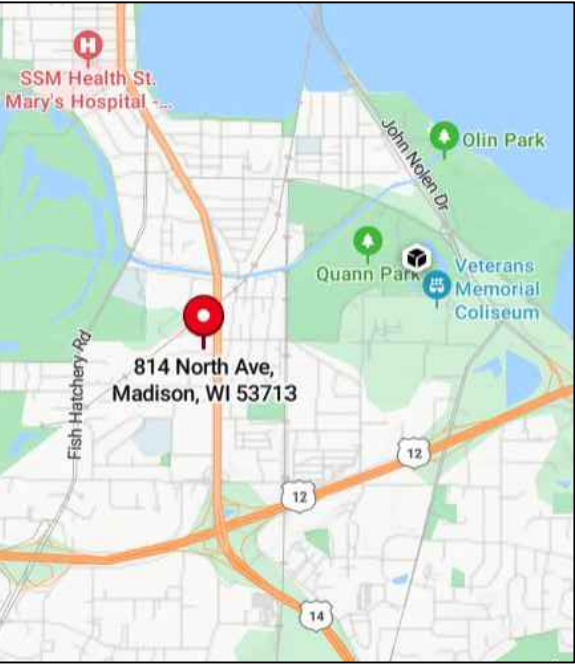 H
SSM Health St.
Mary's Hospital -...
John Nolen Dr
Olin Park
Quann Park
Veterans
Memorial
Coliseum
814 North Ave,
Madison, WI 53713
Fish Hatchery Rd
12
12
14